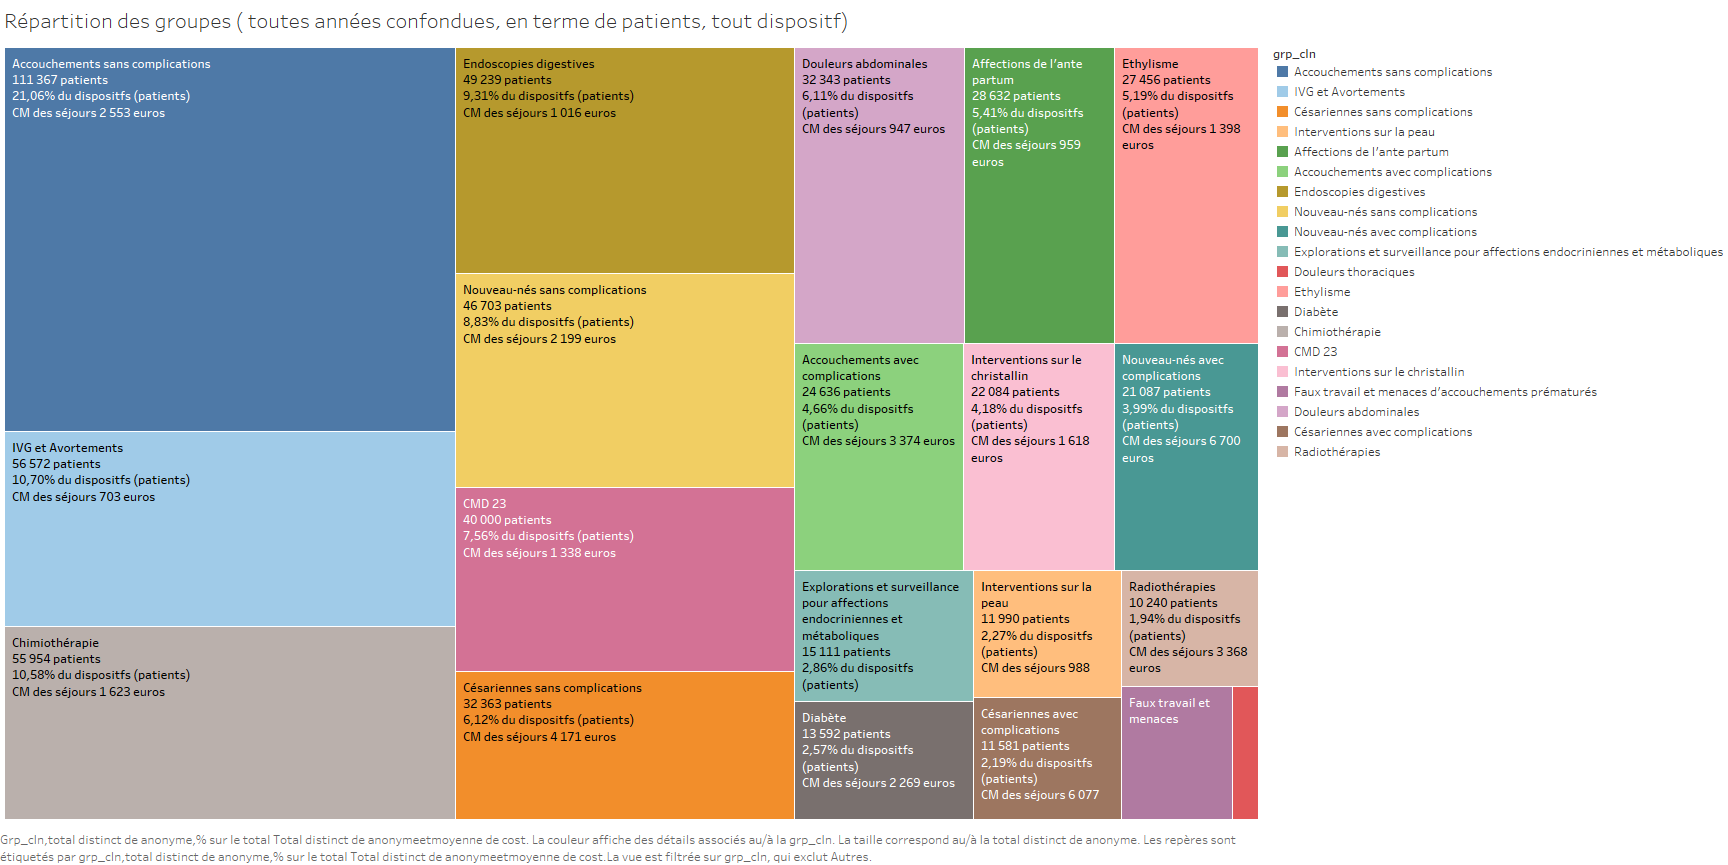 Répartition des groupes ( toutes années confondues, en terme de patients, tout dispositf)
Accouchements sans complications
111 367 patients
21,06% du dispositfs (patients)
CM des séjours 2 553 euros
IVG et Avortements
56 572 patients
10,70% du dispositfs (patients)
CM des séjours 703 euros
Chimiothérapie
55 954 patients
10,58% du dispositfs (patients)
CM des séjours 1 623 euros
Endoscopies digestives
49 239 patients
9,31% du dispositfs (patients)
CM des séjours 1 016 euros
Nouveau-nés sans complications
46 703 patients
8,83% du dispositfs (patients)
CM des séjours 2 199 euros
CMD 23
40 000 patients
7,56% du dispositfs (patients)
CM des séjours 1 338 euros
Césariennes sans complications
32 363 patients
6,12% du dispositfs (patients)
CM des séjours 4 171 euros
Douleurs abdominales
32 343 patients
6,11% du dispositfs
(patients)
CM des séjours 947 euros
Affections de l'ante
partum
28 632 patients
5,41% du dispositfs
(patients)
CM des séjours 959
euros
Ethylisme
27 456 patients
5,19% du dispositfs
(patients)
CM des séjours 1 398
euros
Accouchements avec
complications
24 636 patients
4,66% du dispositfs
(patients)
CM des séjours 3 374 euros
Interventions sur le
christallin
22 084 patients
4,18% du dispositfs
(patients)
CM des séjours 1 618
euros
Nouveau-nés avec
complications
21 087 patients
3,99% du dispositfs
(patients)
CM des séjours 6 700
euros
Explorations et surveillance
pour affections
endocriniennes et
métaboliques
15 111 patients
2,86% du dispositfs
(patients)
Diabète
13 592 patients
2,57% du dispositfs
(patients)
CM des séjours 2 269 euros
Interventions sur la
peau
11 990 patients
2,27% du dispositfs
(patients)
CM des séjours 988
Césariennes avec
complications
11 581 patients
2,19% du dispositfs
(patients)
CM des séjours 6 077
Radiothérapies
10 240 patients
1,94% du dispositfs
(patients)
CM des séjours 3 368
euros
Faux travail et
menaces
grp_cln
Accouchements sans complications
IVG et Avortements
Césariennes sans complications
Interventions sur la peau
Affections de l'ante partum
Accouchements avec complications
Endoscopies digestives
Nouveau-nés sans complications
Nouveau-nés avec complications
Explorations et surveillance pour affections endocriniennes et métaboliques
Douleurs thoraciques
Ethylisme
Diabète
Chimiothérapie
CMD 23
Interventions sur le christallin
Faux travail et menaces d'accouchements prématurés
Douleurs abdominales
Césariennes avec complications
Radiothérapies
Grp_cln,total distinct de anonyme,% sur le total Total distinct de anonymeetmoyenne de cost. La couleur affiche des détails associés au/à la grp_cln. La taille correspond au/à la total distinct de anonyme. Les repères sont
étiquetés par grp_cln,total distinct de anonyme,% sur le total Total distinct de anonymeetmoyenne de cost.La vue est filtrée sur grp_cln, qui exclut Autres.